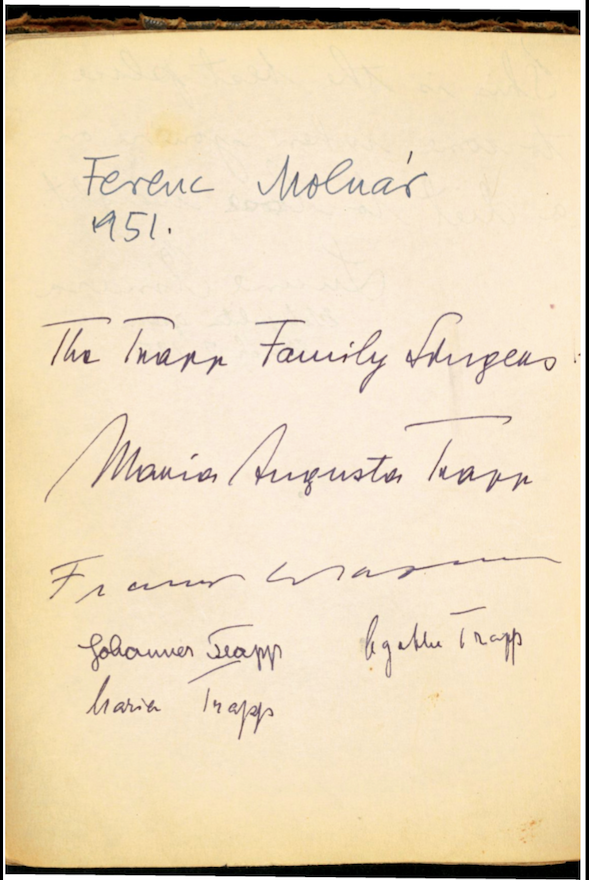 Ferenc Molnár
1951.
The Trapp Family Singers
Maria Augusta Trapp
Franz Wasner
Johannes Trapp Agathe Trapp
Maria Trapp